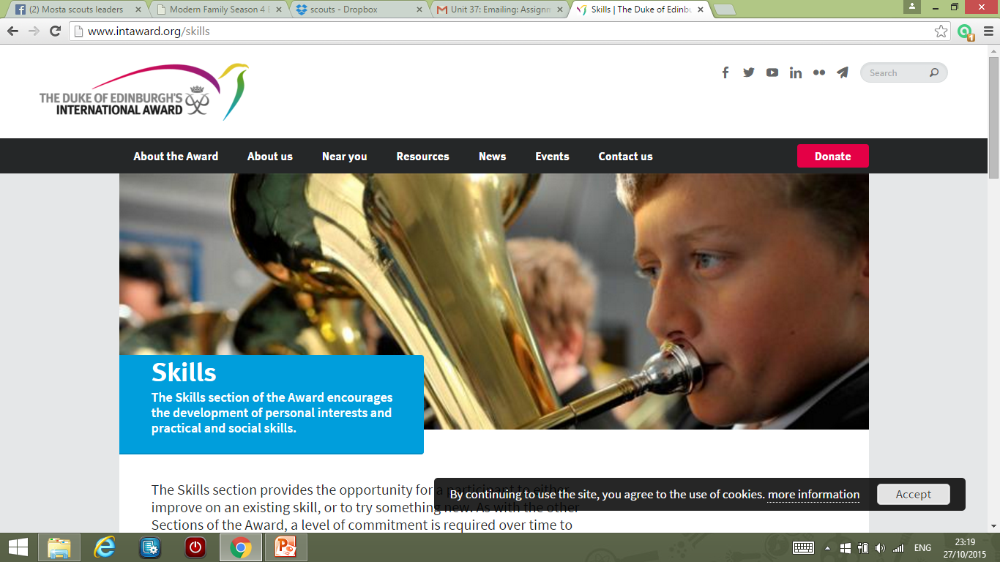 (2) Mosta scouts leaders
Modern Family Season 4 E
scouts - Dropbox
Unit 37: Emailing: Assignm
Skills | The Duke of Edinbu
www.intaward.org/skills
1
THE DUKE OF EDINBURGH'S
INTERNATIONAL AWARD
Search
About the Award
About us
Near you
Resources
News
Events
Contact us
Donate
Skills
The Skills section of the Award encourages
the development of personal interests and
practical and social skills.
The Skills section provides the opportunity for a participant to either
improve on an existing skill, or to try something new. As with the other
Sections of the Award, a level of commitment is required over time to
By continuing to use the site, you agree to the use of cookies. more information
Accept
ENG
23:19
27/10/2015